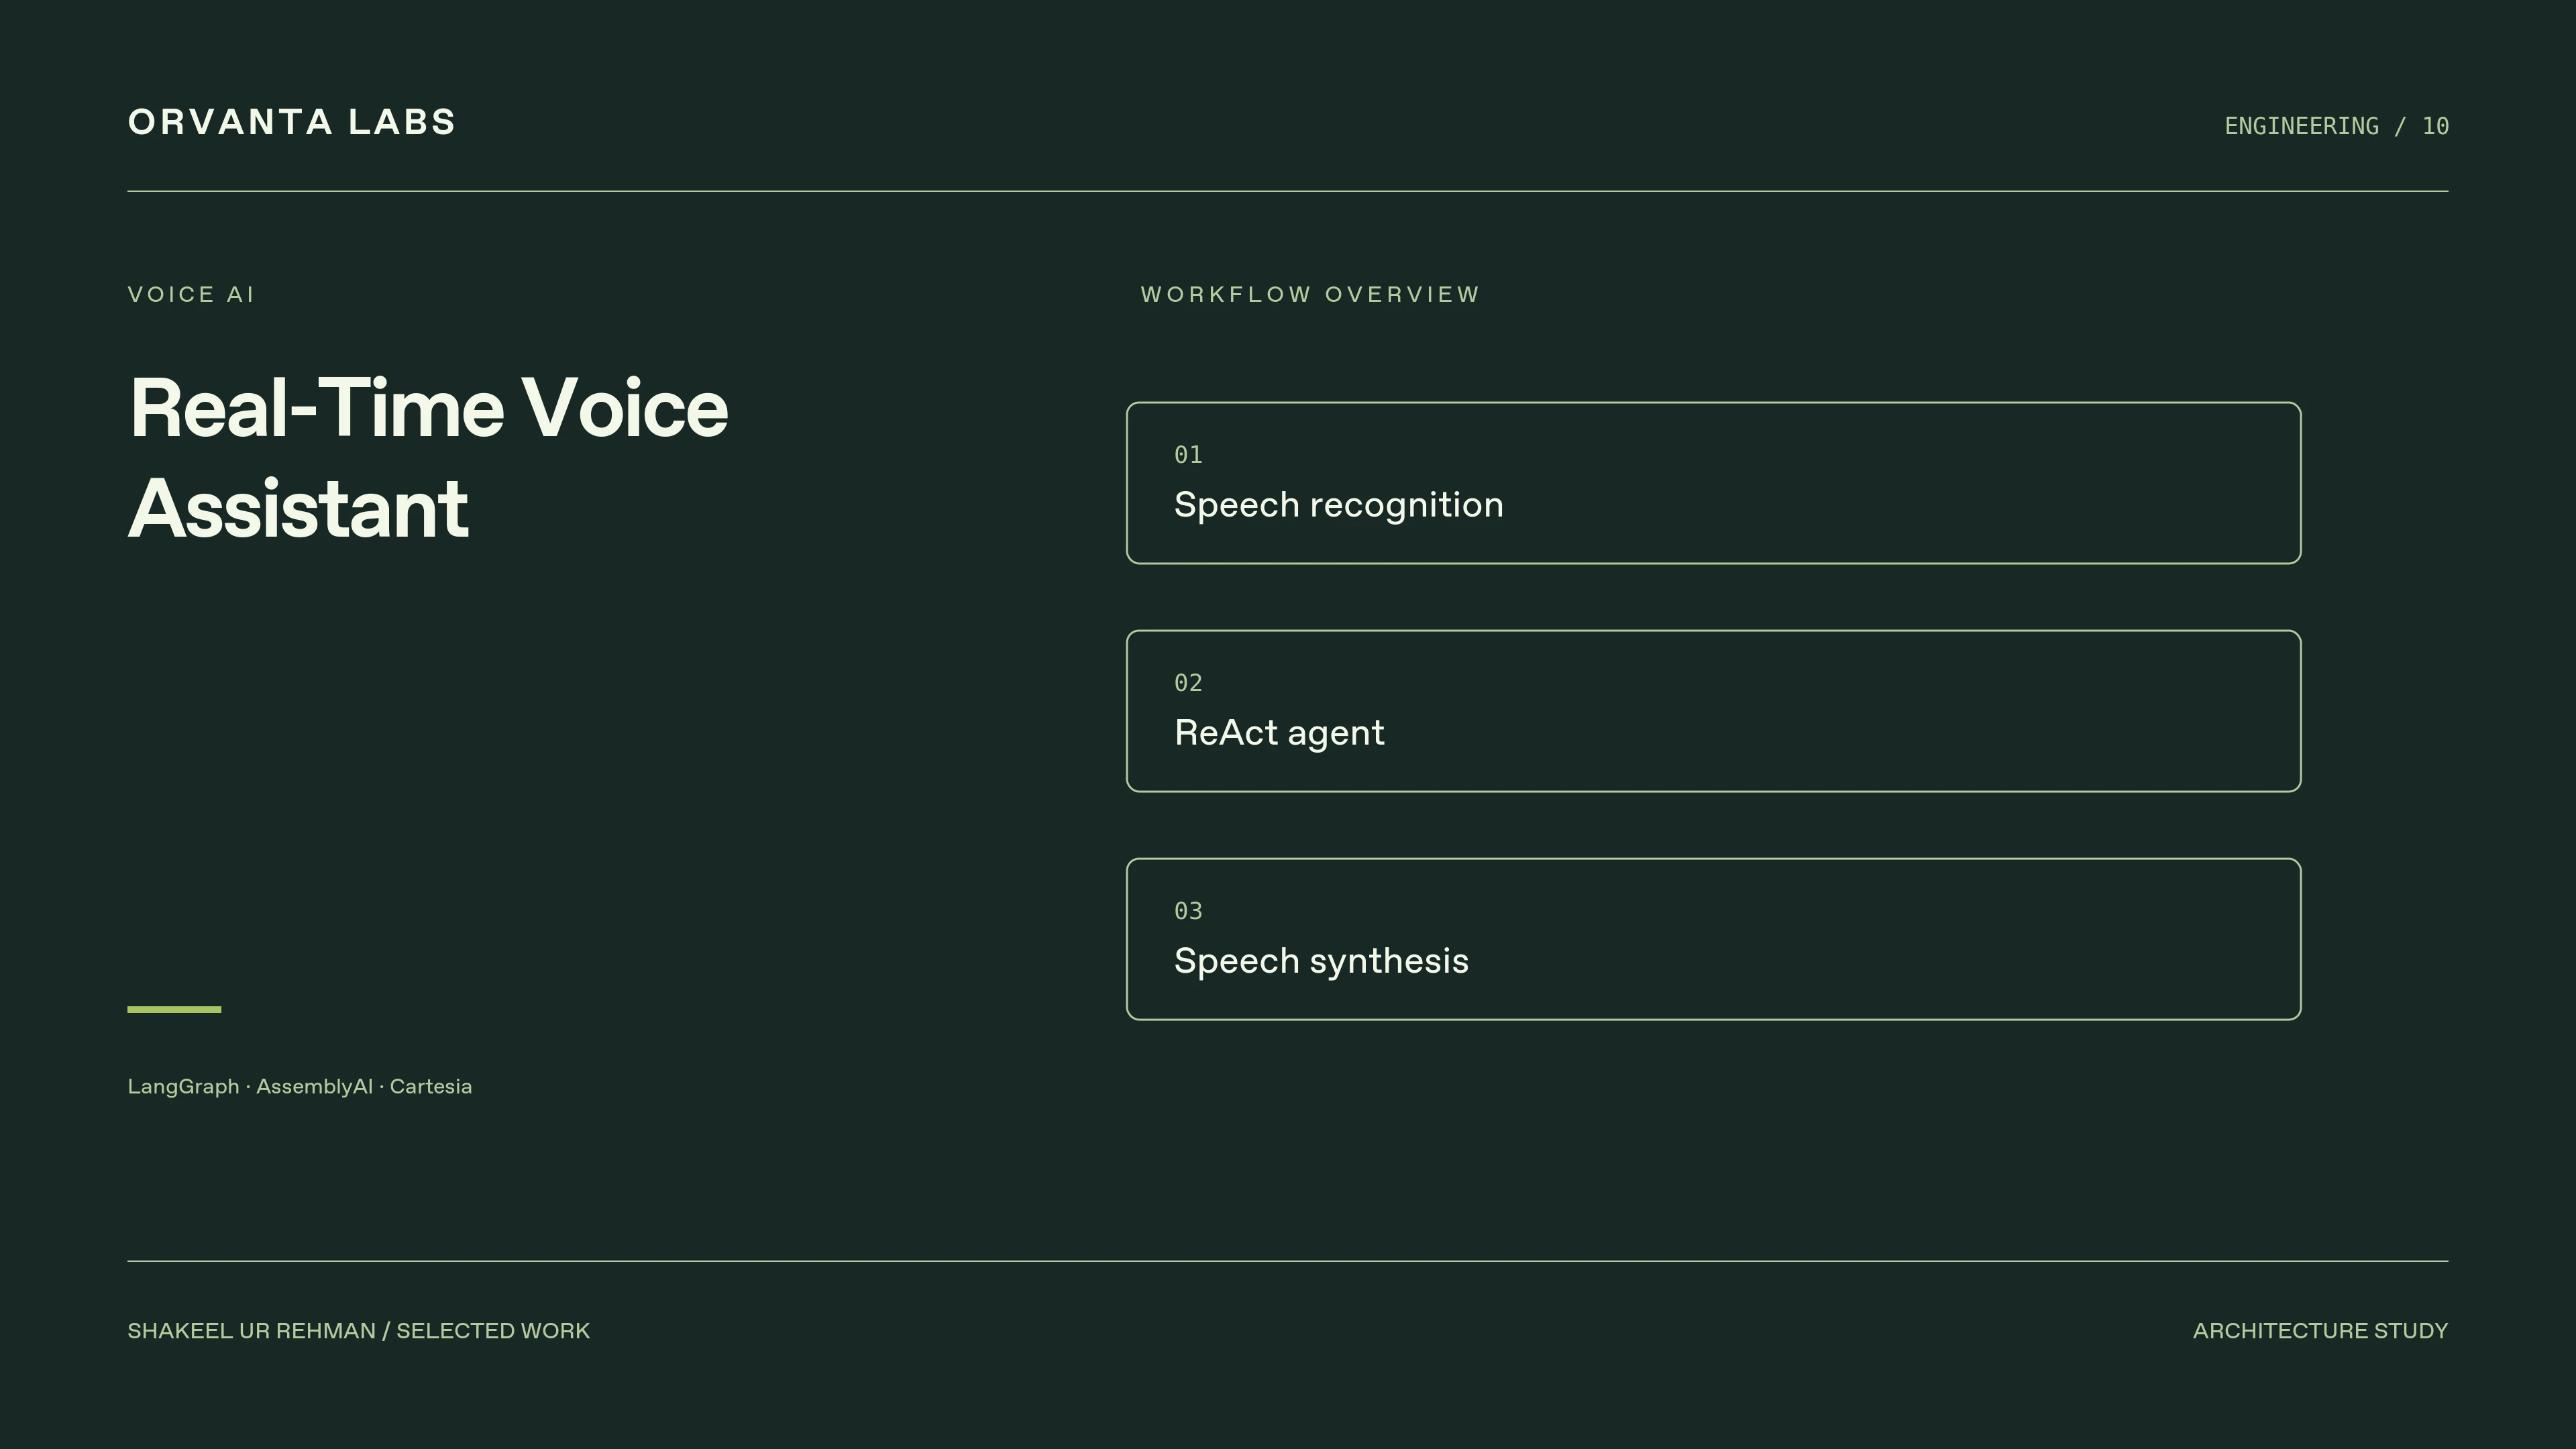 ORVANTA LABS
ENGINEERING / 10
VOICE AI
Real-Time Voice
Assistant
LangGraph · AssemblyAI · Cartesia
WORKFLOW OVERVIEW
01
Speech recognition
02
ReAct agent
03
Speech synthesis
SHAKEEL UR REHMAN / SELECTED WORK
ARCHITECTURE STUDY